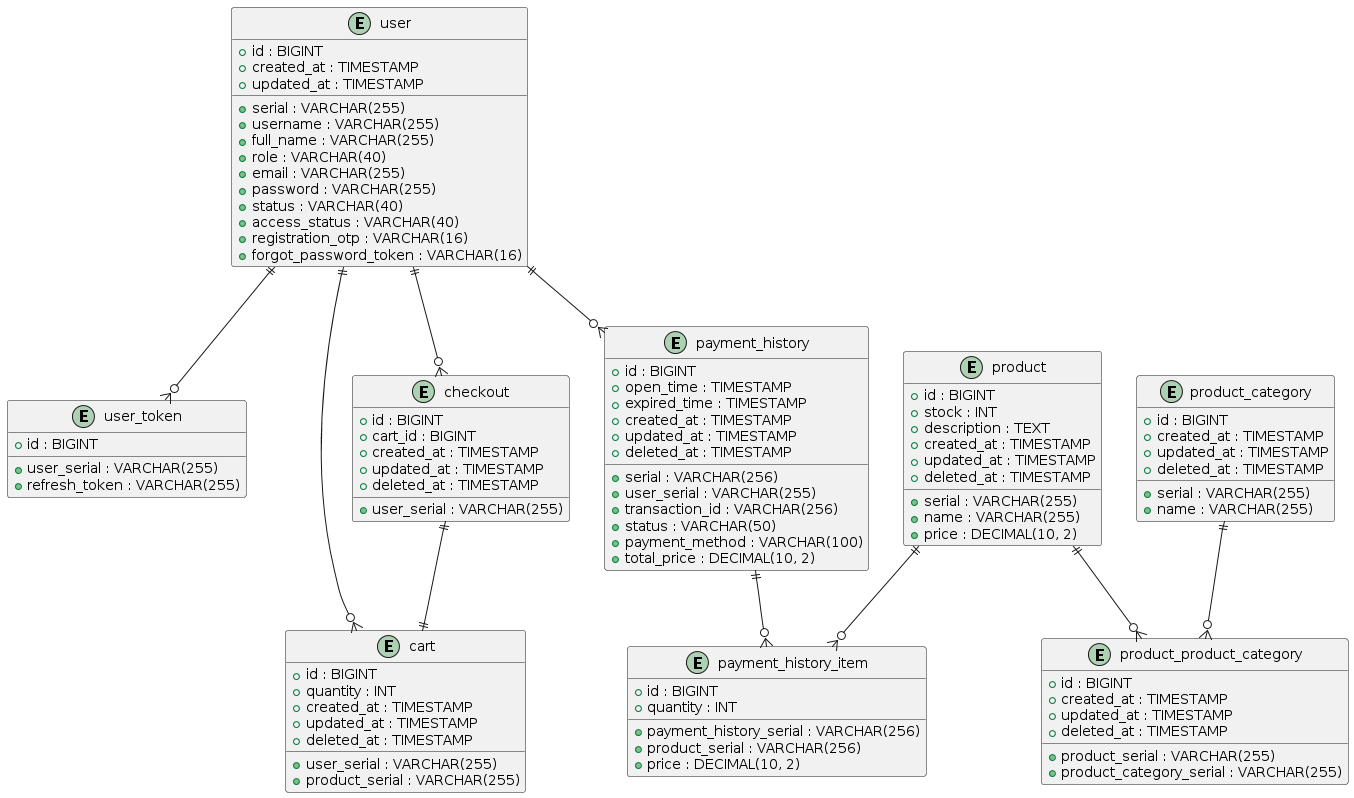 E user
id : BIGINT
created_at : TIMESTAMP
updated_at : TIMESTAMP
serial : VARCHAR(255)
username : VARCHAR(255)
full_name : VARCHAR(255)
role : VARCHAR(40)
email : VARCHAR(255)
password : VARCHAR(255)
status : VARCHAR(40)
access_status : VARCHAR(40)
registration_otp : VARCHAR(16)
forgot_password_token : VARCHAR(16)
E user_token
id : BIGINT
user_serial : VARCHAR(255)
refresh_token : VARCHAR(255)
E checkout
id : BIGINT
cart_id : BIGINT
created_at : TIMESTAMP
updated_at : TIMESTAMP
deleted_at : TIMESTAMP
user_serial : VARCHAR(255)
E payment_history
id : BIGINT
open_time : TIMESTAMP
expired_time : TIMESTAMP
created_at : TIMESTAMP
updated_at : TIMESTAMP
deleted_at : TIMESTAMP
serial : VARCHAR(256)
user_serial : VARCHAR(255)
transaction_id : VARCHAR(256)
status : VARCHAR(50)
payment_method : VARCHAR(100)
total_price : DECIMAL(10, 2)
E product
id : BIGINT
stock : INT
description : TEXT
created_at : TIMESTAMP
updated_at : TIMESTAMP
deleted_at : TIMESTAMP
serial : VARCHAR(255)
name : VARCHAR(255)
price : DECIMAL(10, 2)
E product_category
id : BIGINT
created_at : TIMESTAMP
updated_at : TIMESTAMP
deleted_at : TIMESTAMP
serial : VARCHAR(255)
name : VARCHAR(255)
E cart
id : BIGINT
quantity : INT
created_at : TIMESTAMP
updated_at : TIMESTAMP
deleted_at : TIMESTAMP
user_serial : VARCHAR(255)
product_serial : VARCHAR(255)
E payment_history_item
id : BIGINT
quantity : INT
payment_history_serial : VARCHAR(256)
product_serial : VARCHAR(256)
price : DECIMAL(10, 2)
E product_product_category
id : BIGINT
created_at : TIMESTAMP
updated_at : TIMESTAMP
deleted_at : TIMESTAMP
product_serial : VARCHAR(255)
product_category_serial : VARCHAR(255)